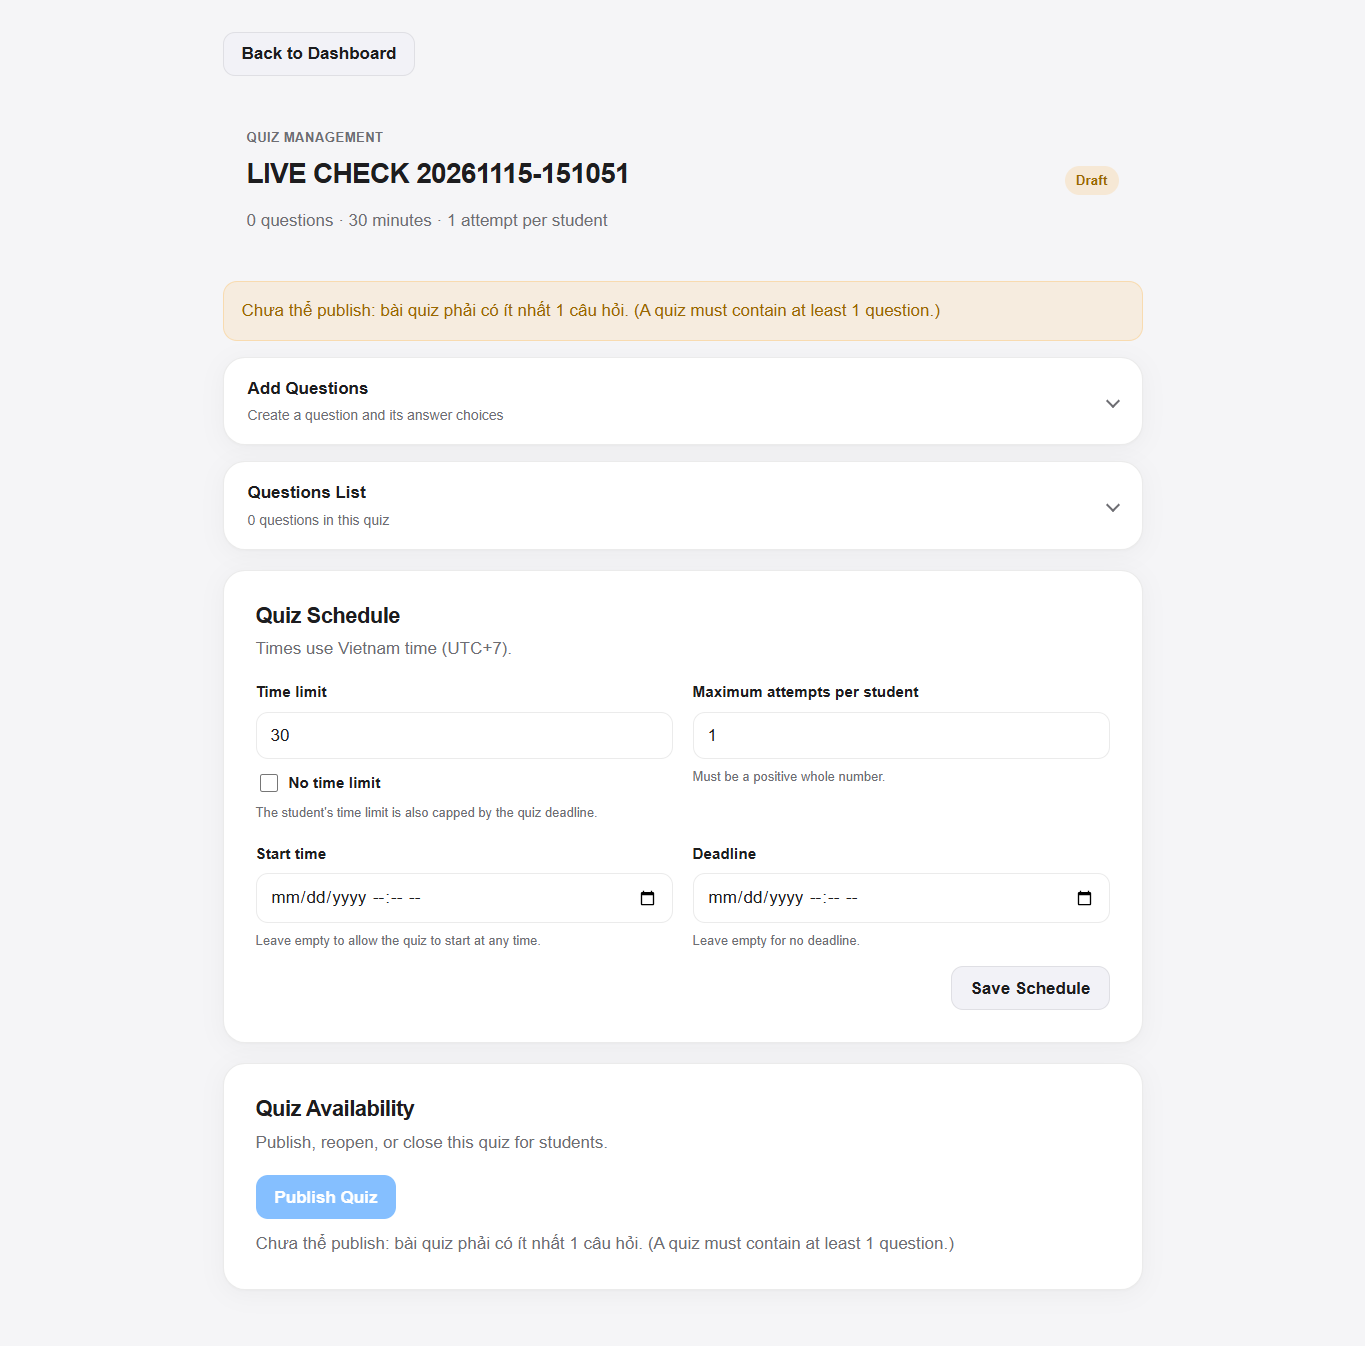 Back to Dashboard
QUIZ MANAGEMENT
LIVE CHECK 20261115-151051
Draft
0 questions · 30 minutes · 1 attempt per student
Chưa thể publish: bài quiz phải có ít nhất 1 câu hỏi. (A quiz must contain at least 1 question.)
Add Questions
Create a question and its answer choices
Questions List
0 questions in this quiz
Quiz Schedule
Times use Vietnam time (UTC+7).
Time limit
30
No time limit
The student's time limit is also capped by the quiz deadline.
Maximum attempts per student
1
Must be a positive whole number.
Start time
mm/dd/yyyy --:-- --
Leave empty to allow the quiz to start at any time.
Deadline
mm/dd/yyyy --:-- --
Leave empty for no deadline.
Save Schedule
Quiz Availability
Publish, reopen, or close this quiz for students.
Publish Quiz
Chưa thể publish: bài quiz phải có ít nhất 1 câu hỏi. (A quiz must contain at least 1 question.)